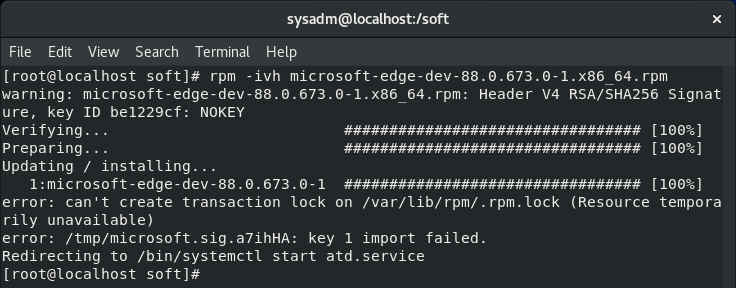 sysadm@localhost:/soft
×
File Edit View Search Terminal Help
[root@localhost soft]# rpm -ivh microsoft-edge-dev-88.0.673.0-1.x86_64.rpm
warning: microsoft-edge-dev-88.0.673.0-1.x86_64.rpm: Header V4 RSA/SHA256 Signat
ure, key ID be1229cf: NOKEY
Verifying... ################################# [100%]
Preparing... ################################# [100%]
Updating / installing...
1:microsoft-edge-dev-88.0.673.0-1 ################################# [100%]
error: can't create transaction lock on /var/lib/rpm/.rpm.lock (Resource tempora
rily unavailable)
error: /tmp/microsoft.sig.a7ihHA: key 1 import failed.
Redirecting to /bin/systemctl start atd.service
[root@localhost soft]#